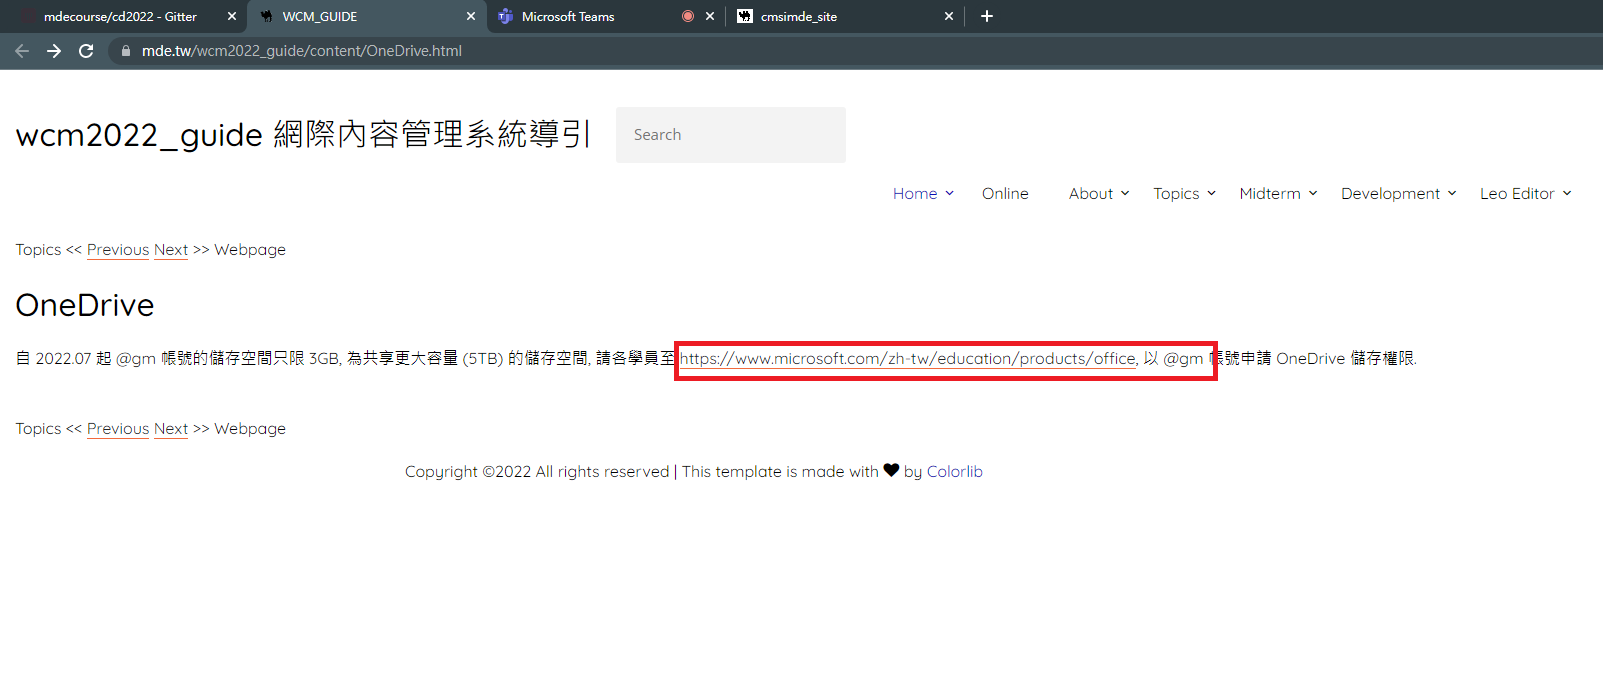 mdecourse/cd2022 - Gitter
WCM_GUIDE
Microsoft Teams
cmsimde_site
mde.tw/wcm2022_guide/content/OneDrive.html
wcm2022_guide 網際內容管理系統導引
Search
Home Online About Topics Midterm Development Leo Editor
Topics << Previous Next >> Webpage
OneDrive
自 2022.07 起 @gm 帳號的儲存空間只限 3GB, 為共享更大容量 (5TB) 的儲存空間, 請各學員至 https://www.microsoft.com/zh-tw/education/products/office, 以 @gm 帳號申請 OneDrive 儲存權限.
Topics << Previous Next >> Webpage
Copyright ©2022 All rights reserved | This template is made with ♥ by Colorlib